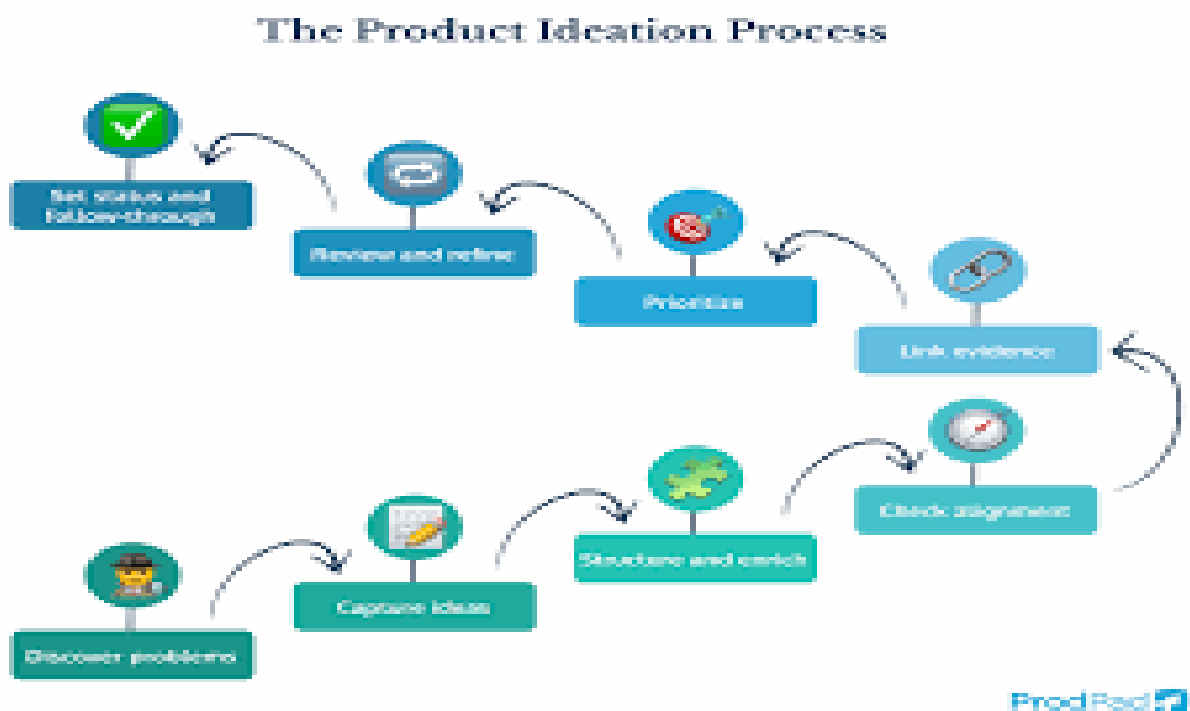 The Product Ideation Process
Set status and
follow-through
Review and refine
Prioritize
Link evidence
Check alignment
Structure and enrich
Capture ideas
Discover problems
ProdPad